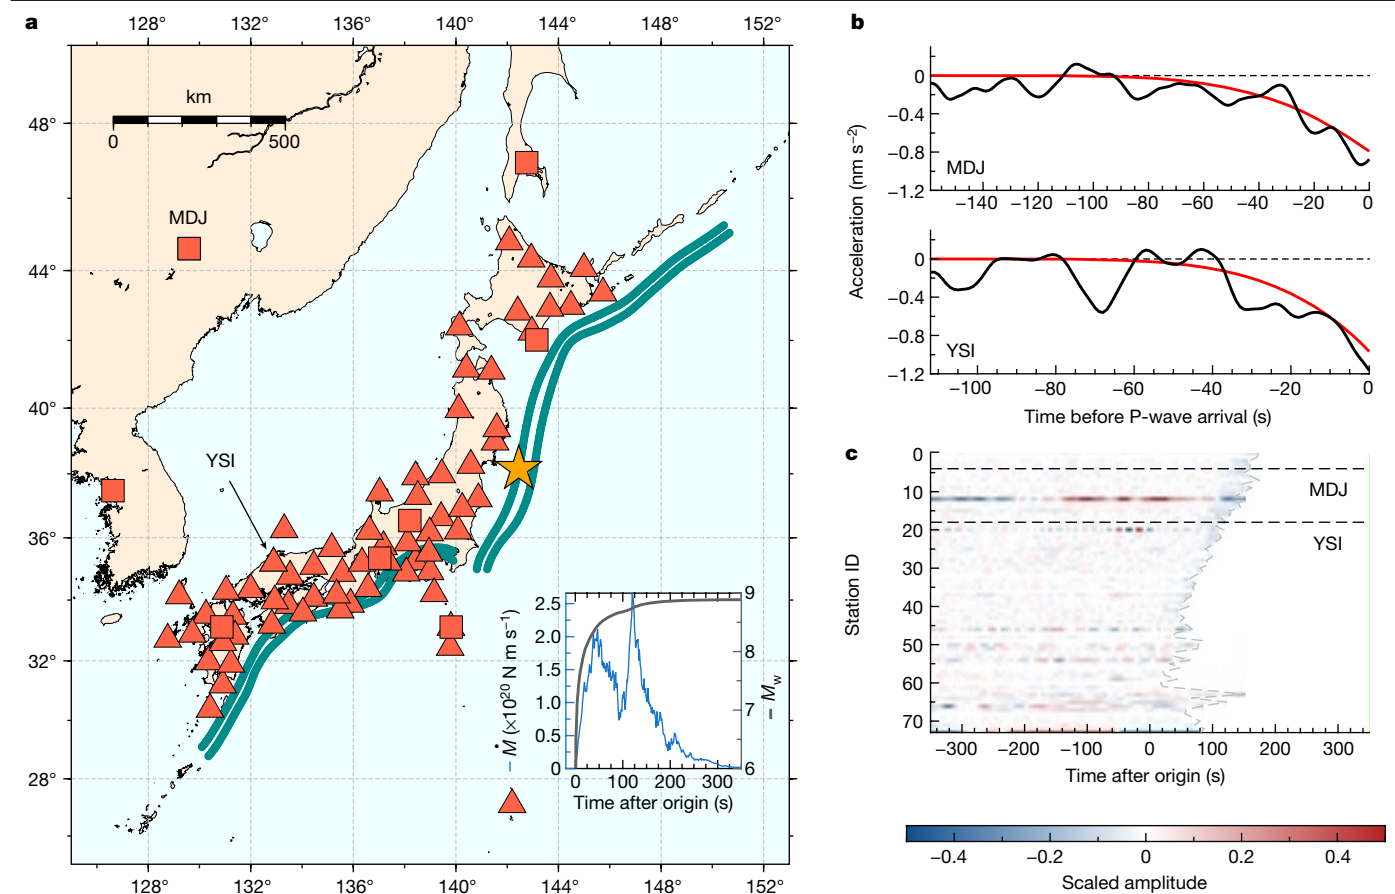 a
128° 132° 136° 140° 144° 148° 152°
km
0 500
48°
44°
40°
36°
32°
28°
MDJ
YSI
128° 132° 136° 140° 144° 148° 152°
− Ṁ (×10²⁰ N m s⁻¹)
2.5
2.0
1.5
1.0
0.5
0
9
8
7
6
− Mw
0 100 200 300
Time after origin (s)
b
Acceleration (nm s⁻²)
0
−0.4
−0.8
−1.2
MDJ
−140 −120 −100 −80 −60 −40 −20 0
0
−0.4
−0.8
−1.2
YSI
−100 −80 −60 −40 −20 0
Time before P-wave arrival (s)
c
Station ID
0
10
20
30
40
50
60
70
MDJ
YSI
−300 −200 −100 0 100 200 300
Time after origin (s)
−0.4 −0.2 0 0.2 0.4
Scaled amplitude